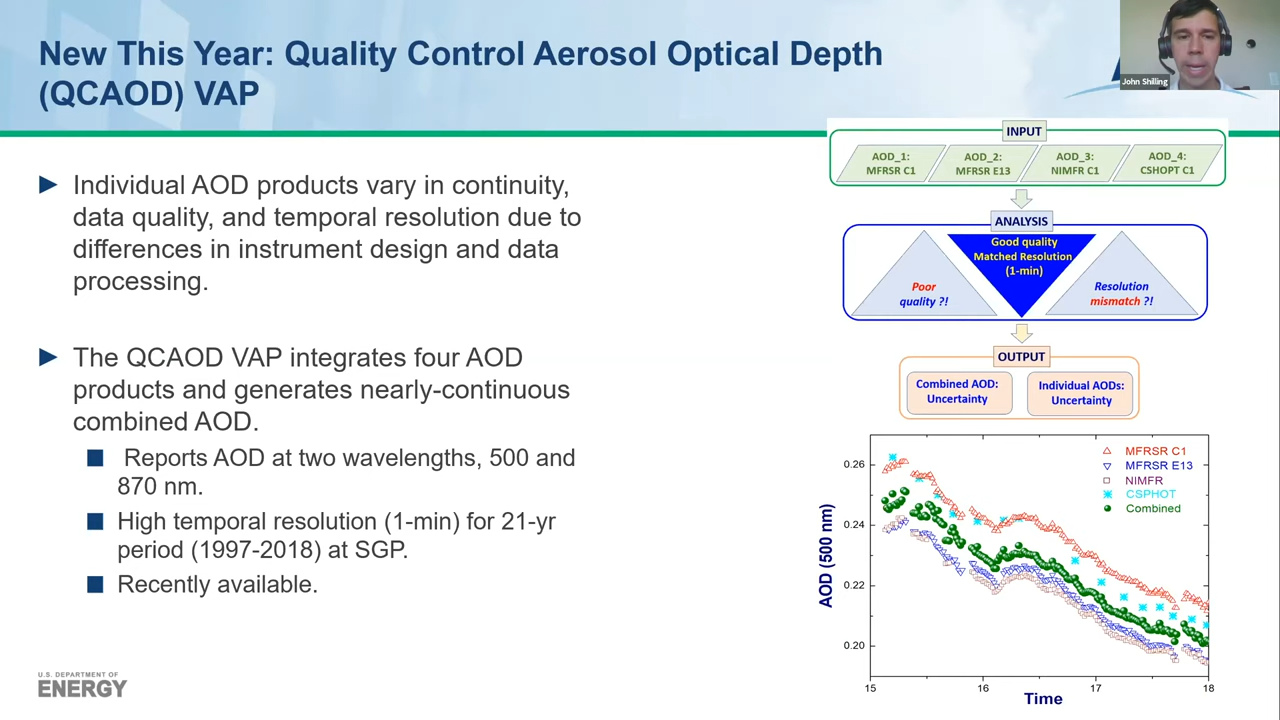 New This Year: Quality Control Aerosol Optical Depth
(QCAOD) VAP
John Shilling
Individual AOD products vary in continuity,
data quality, and temporal resolution due to
differences in instrument design and data
processing.
The QCAOD VAP integrates four AOD
products and generates nearly-continuous
combined AOD.
Reports AOD at two wavelengths, 500 and
870 nm.
High temporal resolution (1-min) for 21-yr
period (1997-2018) at SGP.
Recently available.
U.S. DEPARTMENT OF
ENERGY
INPUT
AOD_1:
MFRSR C1
AOD_2:
MFRSR E13
AOD_3:
NIMFR C1
AOD_4:
CSHOPT C1
ANALYSIS
Good quality
Matched Resolution
(1-min)
Poor
quality ?!
Resolution
mismatch ?!
OUTPUT
Combined AOD:
Uncertainty
Individual AODs:
Uncertainty
MFRSR C1
MFRSR E13
NIMFR
CSPHOT
Combined
AOD (500 nm)
0.26
0.24
0.22
0.20
15
16
17
18
Time